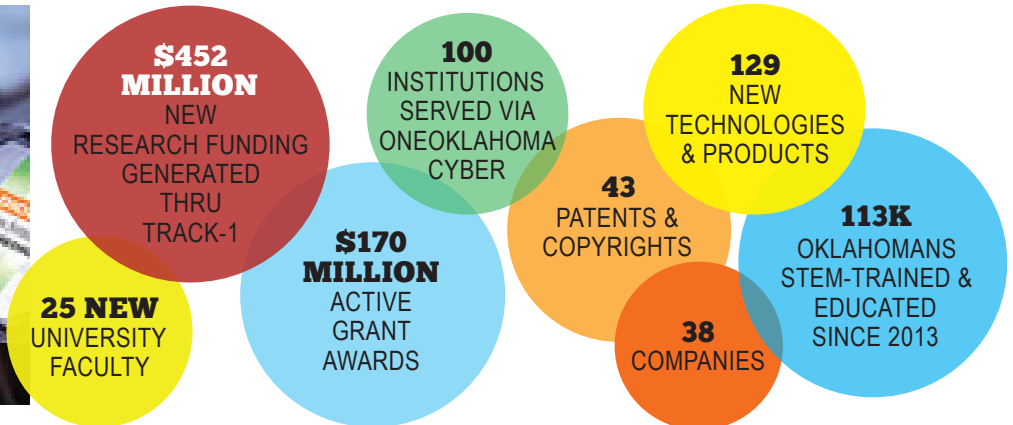 $452
MILLION
NEW
RESEARCH FUNDING
GENERATED
THRU
TRACK-1
100
INSTITUTIONS
SERVED VIA
ONEOKLAHOMA
CYBER
129
NEW
TECHNOLOGIES
& PRODUCTS
43
PATENTS &
COPYRIGHTS
113K
OKLAHOMANS
STEM-TRAINED &
EDUCATED
SINCE 2013
$170
MILLION
ACTIVE
GRANT
AWARDS
25 NEW
UNIVERSITY
FACULTY
38
COMPANIES